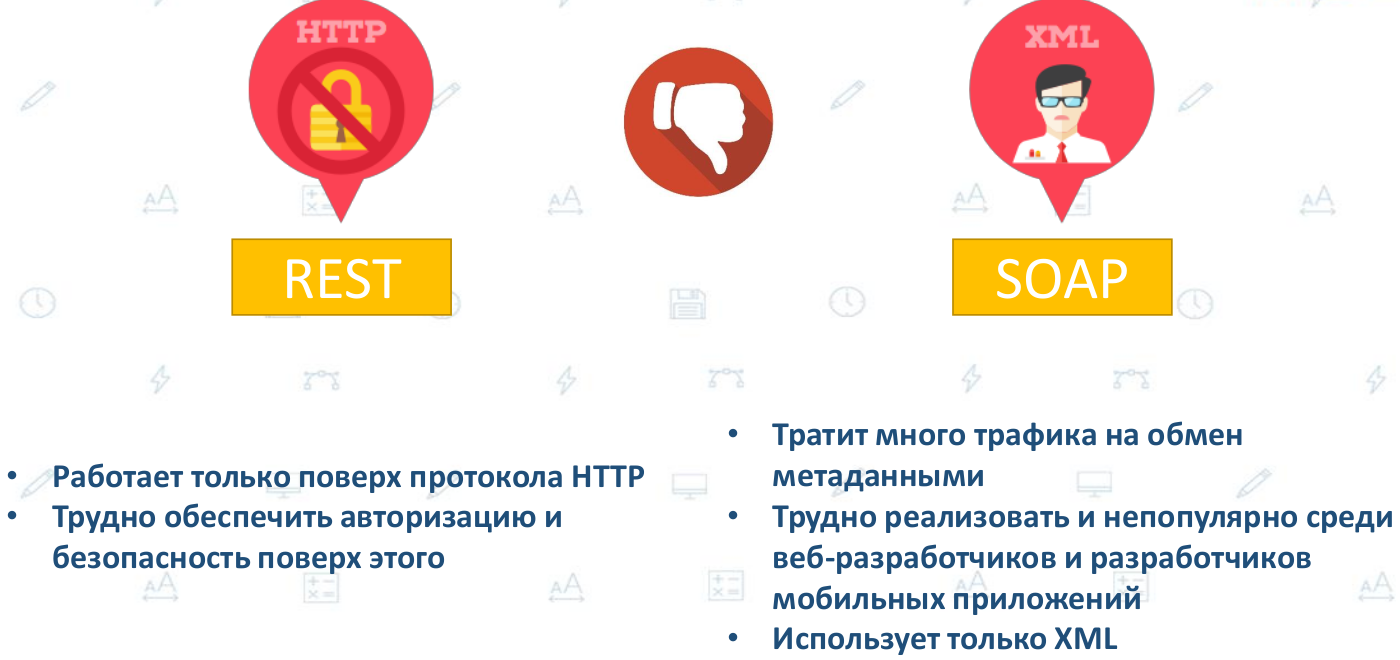 HTTP
XML
REST
SOAP
• Работает только поверх протокола HTTP
• Трудно обеспечить авторизацию и
безопасность поверх этого
• Тратит много трафика на обмен
метаданными
• Трудно реализовать и непопулярно среди
веб-разработчиков и разработчиков
мобильных приложений
• Использует только XML